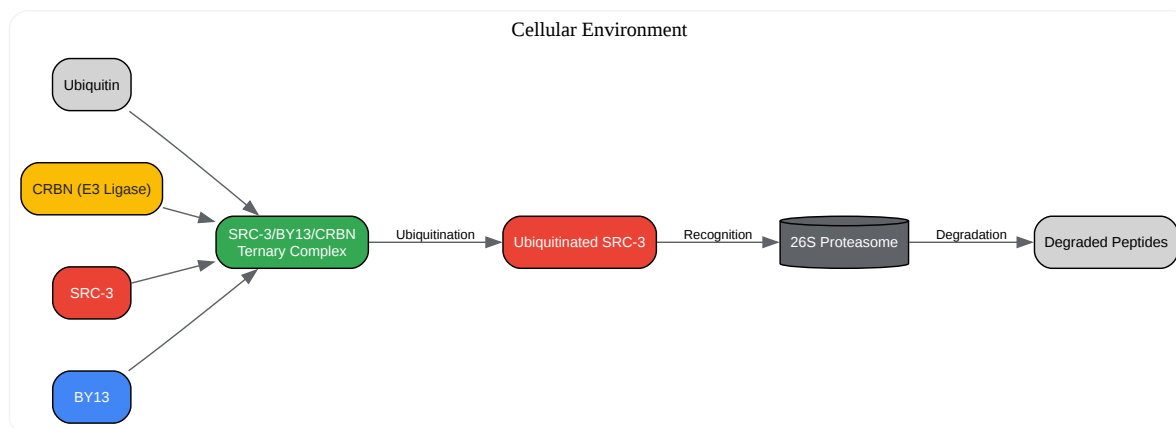 Cellular Environment
Ubiquitin
CRBN (E3 Ligase)
SRC-3
BY13
SRC-3/BY13/CRBN
Ternary Complex
Ubiquitination
Ubiquitinated SRC-3
Recognition
26S Proteasome
Degradation
Degraded Peptides